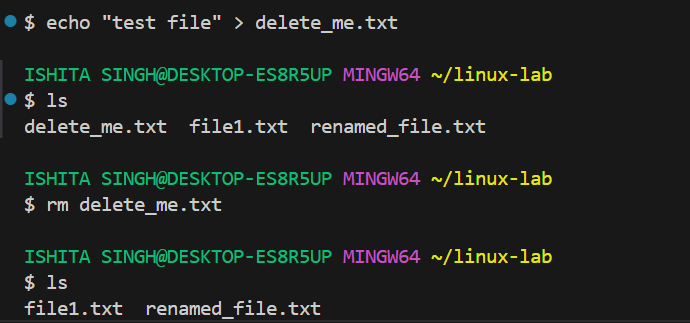 $ echo "test file" > delete_me.txt
ISHITA SINGH@DESKTOP-ES8R5UP MINGW64 ~/linux-lab
$ ls
delete_me.txt  file1.txt  renamed_file.txt
ISHITA SINGH@DESKTOP-ES8R5UP MINGW64 ~/linux-lab
$ rm delete_me.txt
ISHITA SINGH@DESKTOP-ES8R5UP MINGW64 ~/linux-lab
$ ls
file1.txt  renamed_file.txt